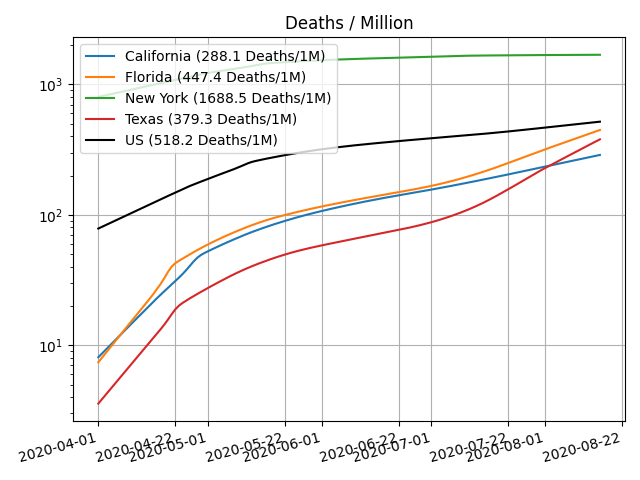 Deaths / Million
California (288.1 Deaths/1M)
Florida (447.4 Deaths/1M)
New York (1688.5 Deaths/1M)
Texas (379.3 Deaths/1M)
US (518.2 Deaths/1M)
10³
10²
10¹
2020-04-01
2020-04-22
2020-05-01
2020-05-22
2020-06-01
2020-06-22
2020-07-01
2020-07-22
2020-08-01
2020-08-22